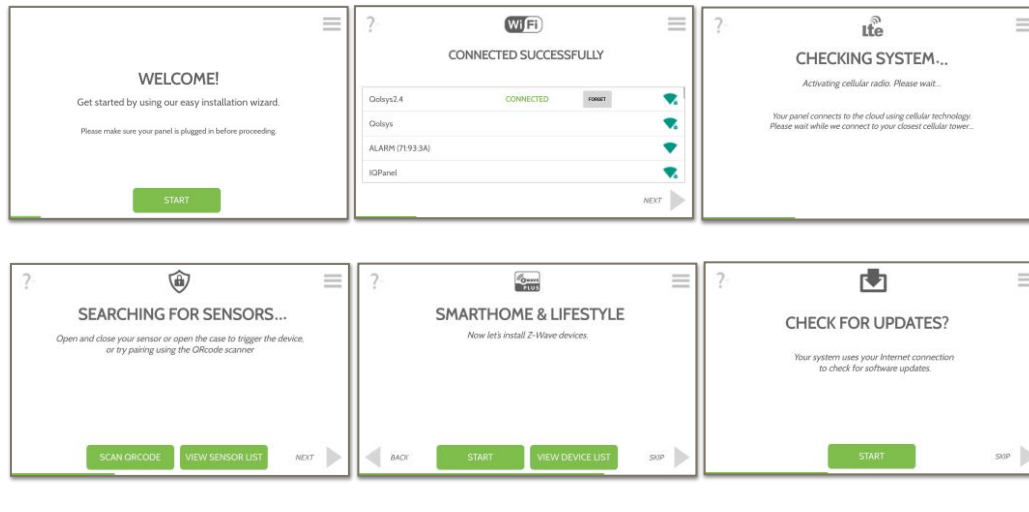 WELCOME!
Get started by using our easy installation wizard.
Please make sure your panel is plugged in before proceeding.
START
?
WiFi
CONNECTED SUCCESSFULLY
Qolsys2.4 CONNECTED FORGET
Qolsys
ALARM (71:93:3A)
IQPanel
NEXT
?
lte
CHECKING SYSTEM...
Activating cellular radio. Please wait...
Your panel connects to the cloud using cellular technology.
Please wait while we connect to your closest cellular tower...
?
SEARCHING FOR SENSORS...
Open and close your sensor or open the case to trigger the device,
or try pairing using the QRcode scanner
SCAN QRCODE VIEW SENSOR LIST NEXT
?
Z-WAVE
PLUS
SMARTHOME & LIFESTYLE
Now let's install Z-Wave devices.
BACK START VIEW DEVICE LIST SKIP
?
CHECK FOR UPDATES?
Your system uses your Internet connection
to check for software updates.
START SKIP